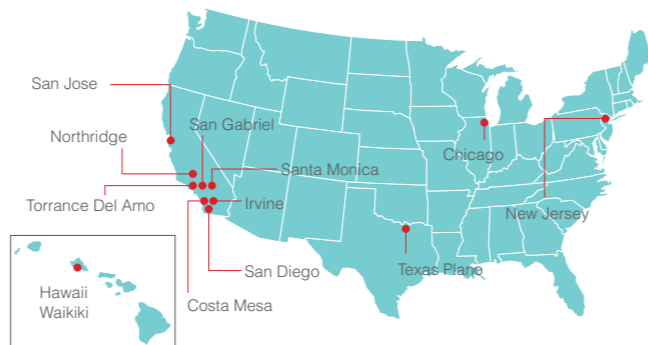 San Jose
San Gabriel
Northridge
Santa Monica
Chicago
Torrance Del Amo
Irvine
New Jersey
San Diego
Texas Plano
Hawaii
Waikiki
Costa Mesa